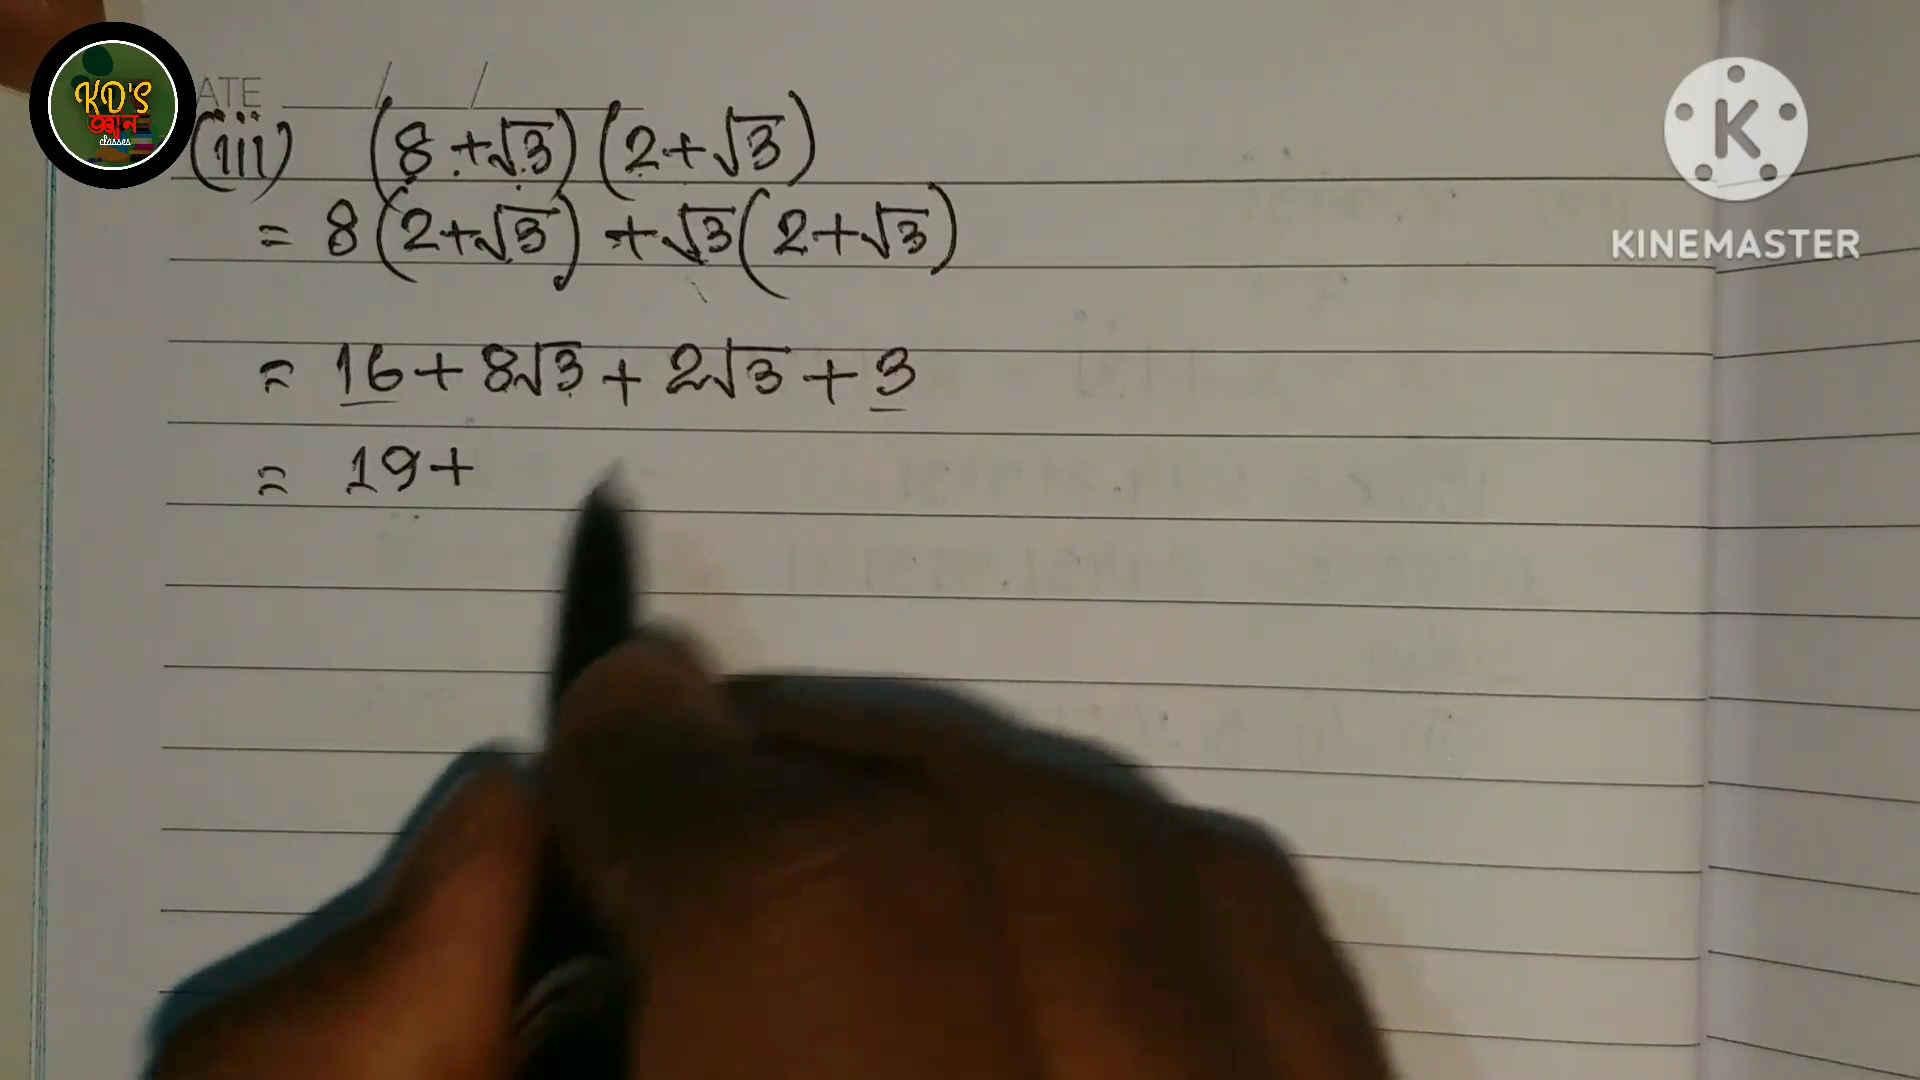 KD'S
জ্ঞান
classes
DATE / /
(iii) (8+√3)(2+√3)
= 8(2+√3)+√3(2+√3)
= 16+8√3+2√3+3
= 19+
K
KINEMASTER